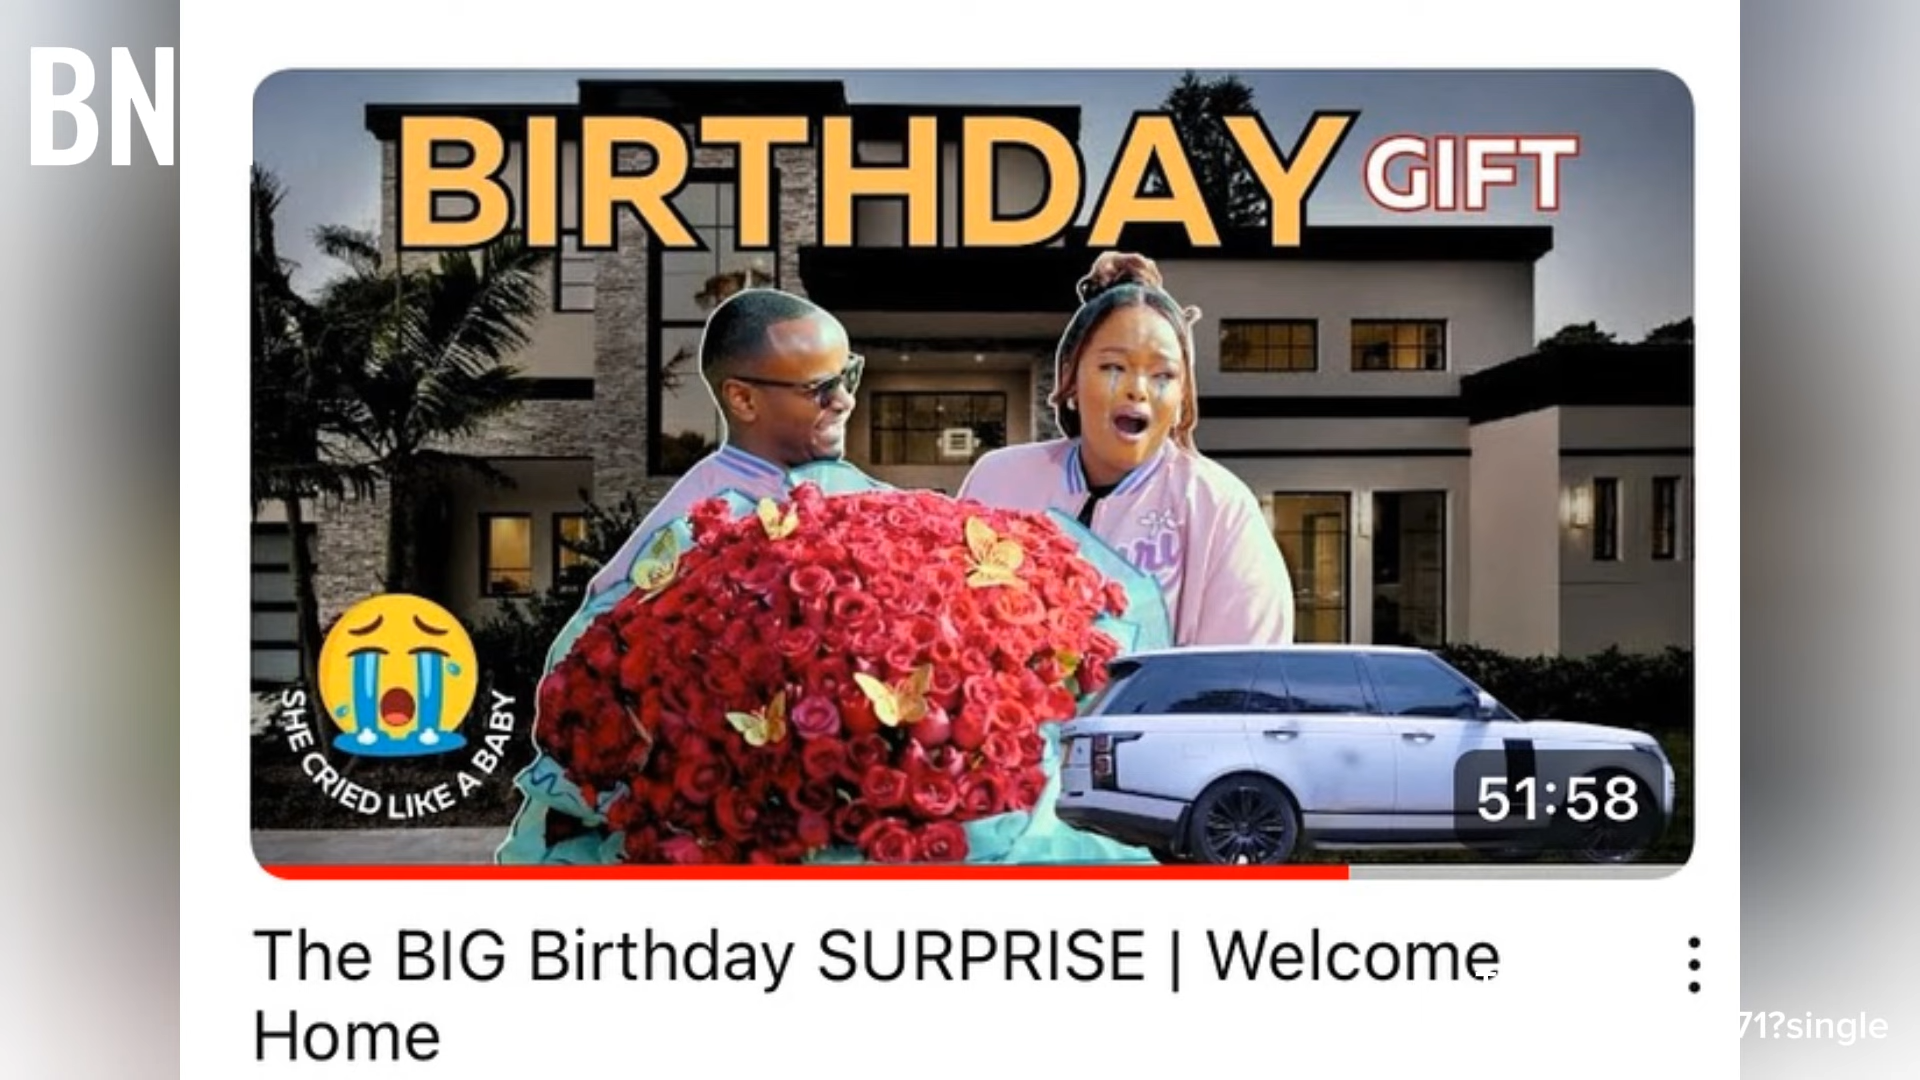 BN
BIRTHDAY GIFT
SHE CRIED LIKE A BABY
51:58
The BIG Birthday SURPRISE | Welcome
Home
71?single